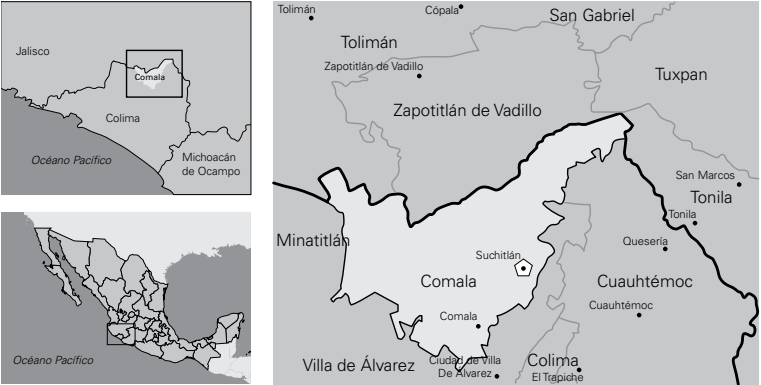 Jalisco
Comala
Colima
Océano Pacífico
Michoacán
de Ocampo
Océano Pacífico
Tolimán
Cópala
San Gabriel
Tolimán
Zapotitlán de Vadillo
Tuxpan
Zapotitlán de Vadillo
San Marcos
Tonila
Tonila
Minatitlán
Quesería
Suchitlán
Comala
Cuauhtémoc
Cuauhtémoc
Comala
Villa de Álvarez
Ciudad de Villa
De Álvarez
Colima
El Trapiche